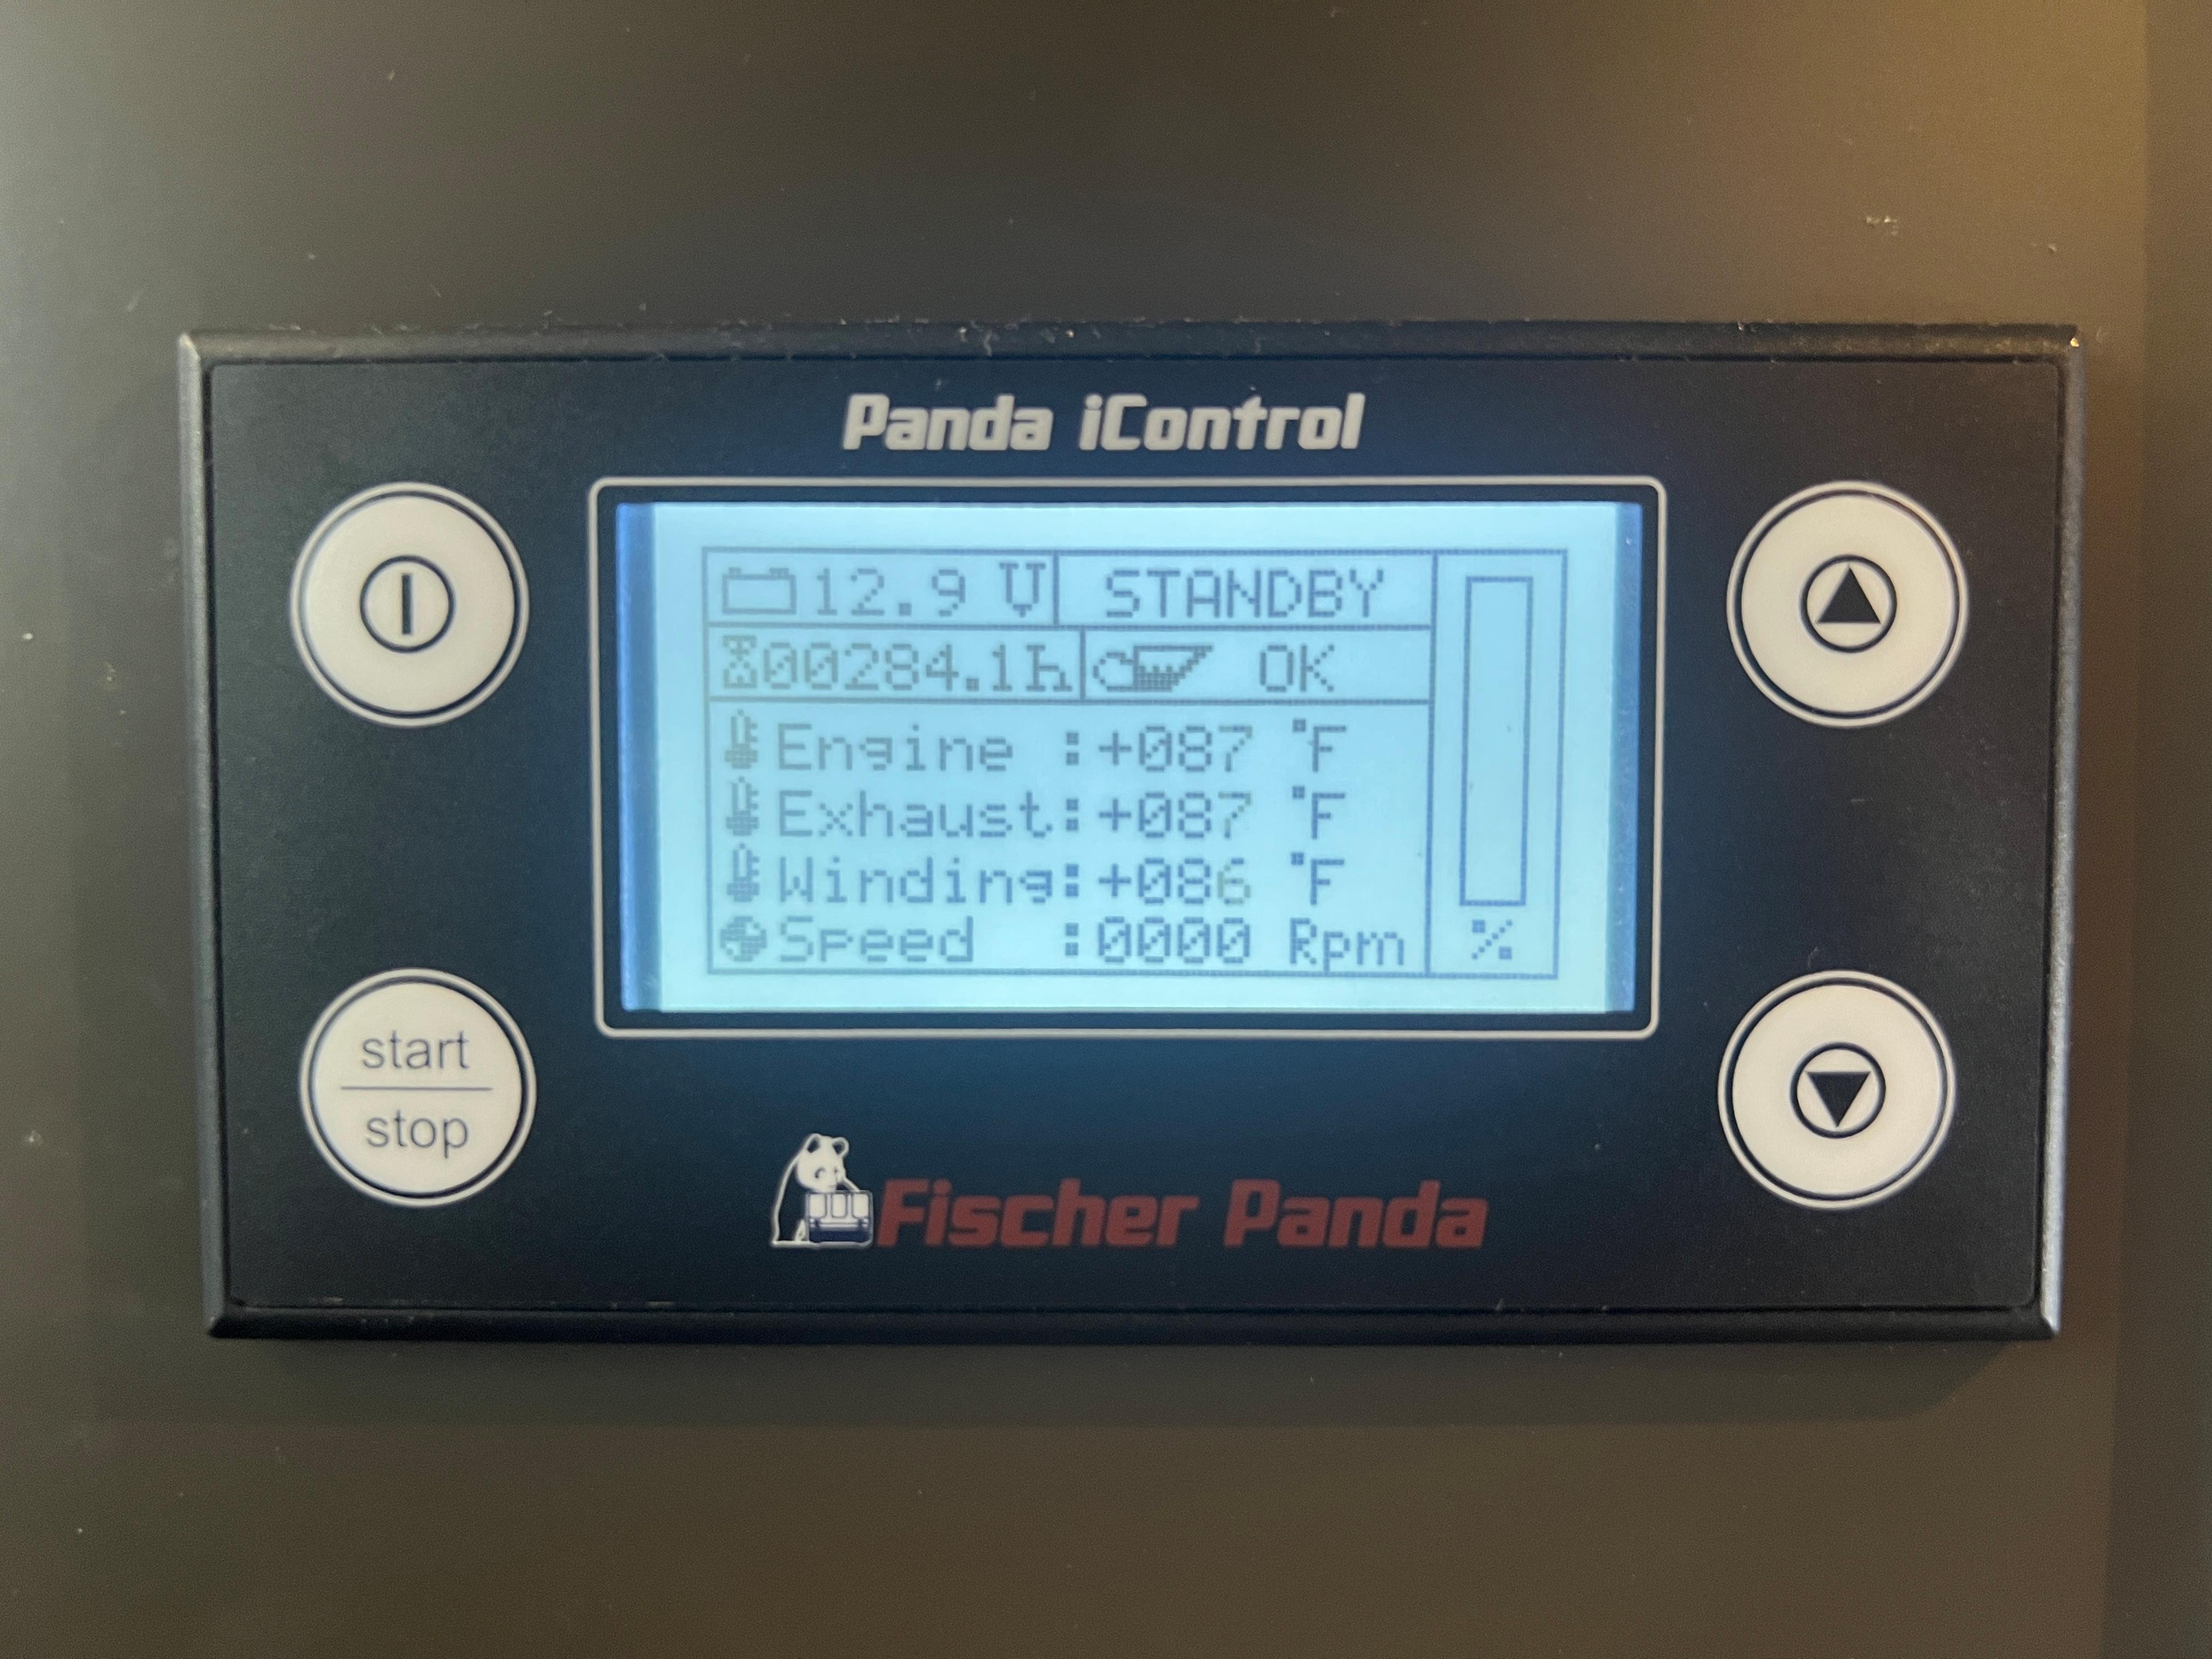 Panda iControl
12.9 V STANDBY
00284.1h OK
Engine :+087 °F
Exhaust:+087 °F
Winding:+086 °F
Speed :0000 Rpm
%
start
stop
Fischer Panda